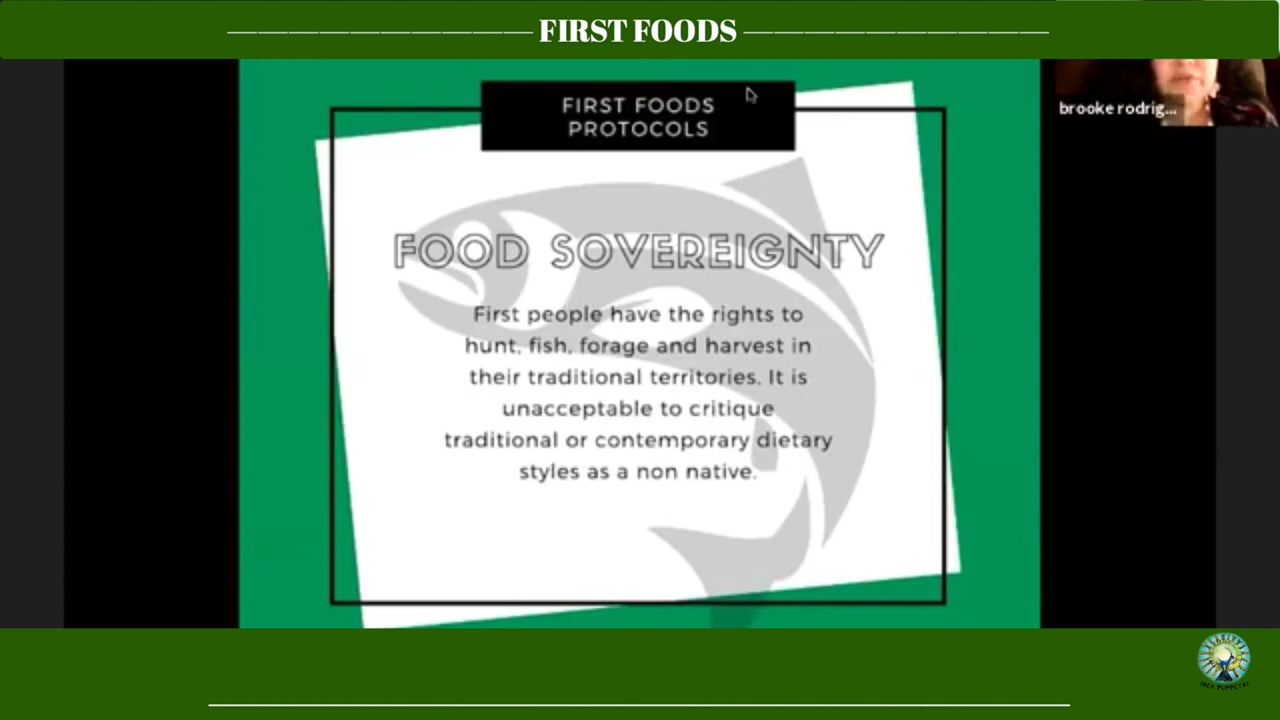 FIRST FOODS
FIRST FOODS
PROTOCOLS
brooke rodrig...
FOOD SOVEREIGNTY
First people have the rights to
hunt, fish, forage and harvest in
their traditional territories. It is
unacceptable to critique
traditional or contemporary dietary
styles as a non native.